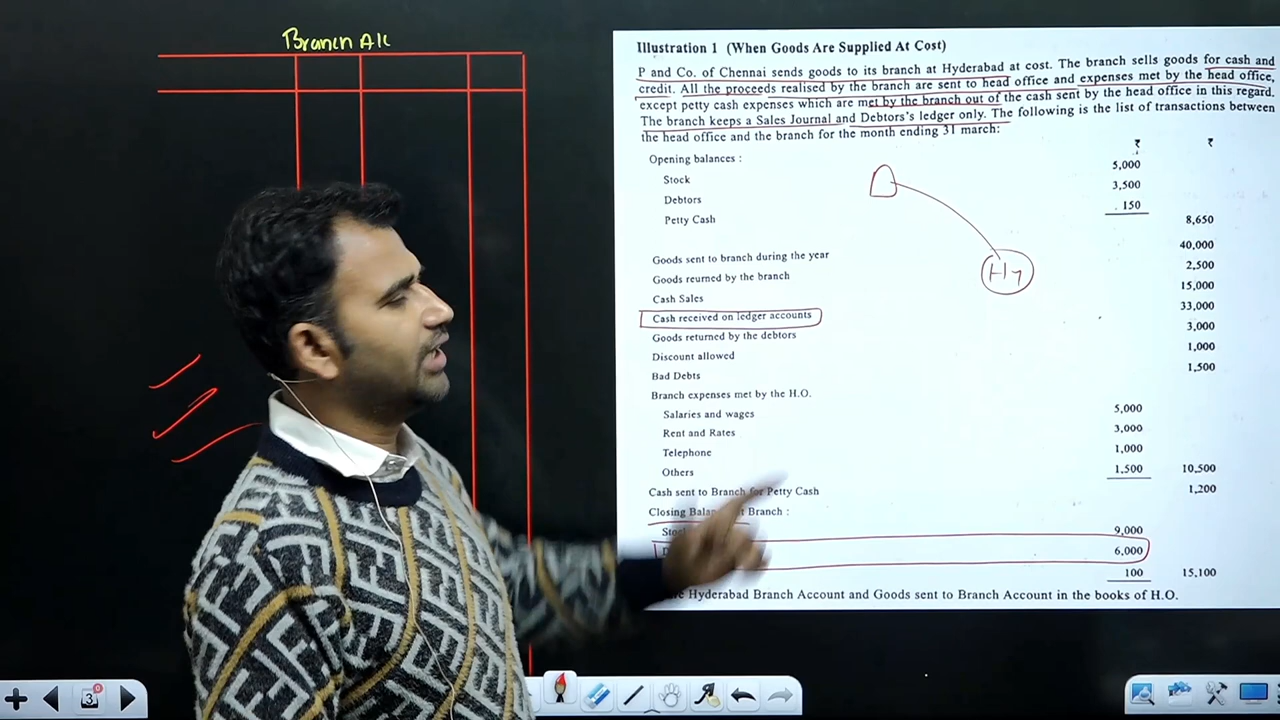 Branch A/c
Illustration 1 (When Goods Are Supplied At Cost)
P and Co. of Chennai sends goods to its branch at Hyderabad at cost. The branch sells goods for cash and
credit. All the proceeds realised by the branch are sent to head office and expenses met by the head office,
except petty cash expenses which are met by the branch out of the cash sent by the head office in this regard.
The branch keeps a Sales Journal and Debtors's ledger only. The following is the list of transactions between
the head office and the branch for the month ending 31 march:
₹ ₹
Opening balances :
Stock 5,000
Debtors 3,500
Petty Cash 150 8,650
Goods sent to branch during the year 40,000
Goods reurned by the branch 2,500
Cash Sales 15,000
Cash received on ledger accounts 33,000
Goods returned by the debtors 3,000
Discount allowed 1,000
Bad Debts 1,500
Branch expenses met by the H.O.
Salaries and wages 5,000
Rent and Rates 3,000
Telephone 1,000
Others 1,500 10,500
Cash sent to Branch for Petty Cash 1,200
Closing Branch :
9,000
6,000
100 15,100
Hyderabad Branch Account and Goods sent to Branch Account in the books of H.O.
Hy
3